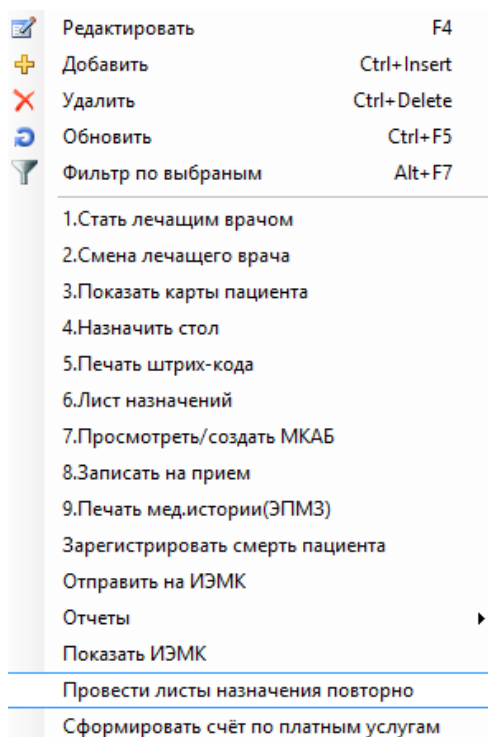 Редактировать F4
Добавить Ctrl+Insert
Удалить Ctrl+Delete
Обновить Ctrl+F5
Фильтр по выбраным Alt+F7
1.Стать лечащим врачом
2.Смена лечащего врача
3.Показать карты пациента
4.Назначить стол
5.Печать штрих-кода
6.Лист назначений
7.Просмотреть/создать МКАБ
8.Записать на прием
9.Печать мед.истории(ЭПМЗ)
Зарегистрировать смерть пациента
Отправить на ИЭМК
Отчеты
Показать ИЭМК
Провести листы назначения повторно
Сформировать счёт по платным услугам